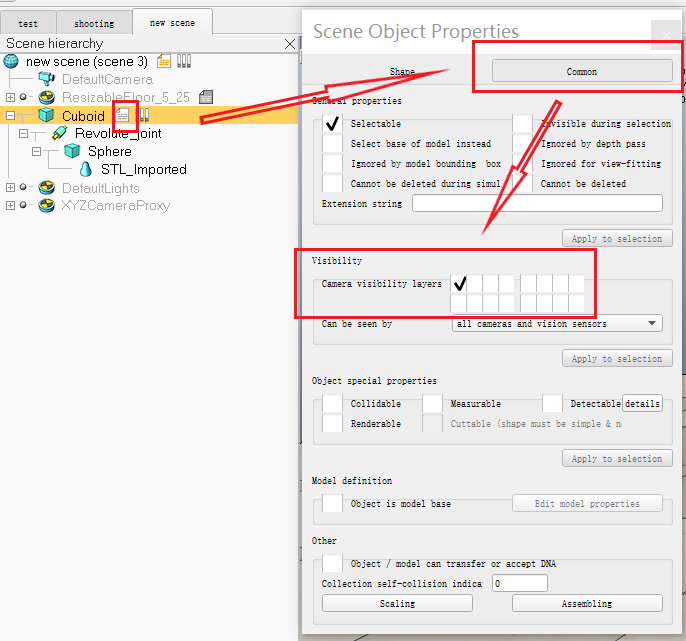 test
shooting
new scene
Scene hierarchy
new scene (scene 3)
DefaultCamera
ResizableFloor_5_25
Cuboid
Revolute_joint
Sphere
STL_Imported
DefaultLights
XYZCameraProxy
Scene Object Properties
Shape
Common
General properties
Selectable
Invisible during selection
Select base of model instead
Ignored by depth pass
Ignored by model bounding box
Ignored for view-fitting
Cannot be deleted during simul
Cannot be deleted
Extension string
Apply to selection
Visibility
Camera visibility layers
Can be seen by
all cameras and vision sensors
Apply to selection
Object special properties
Collidable
Measurable
Detectable
details
Renderable
Cuttable (shape must be simple & no
Apply to selection
Model definition
Object is model base
Edit model properties
Other
Object / model can transfer or accept DNA
Collection self-collision indica
0
Scaling
Assembling